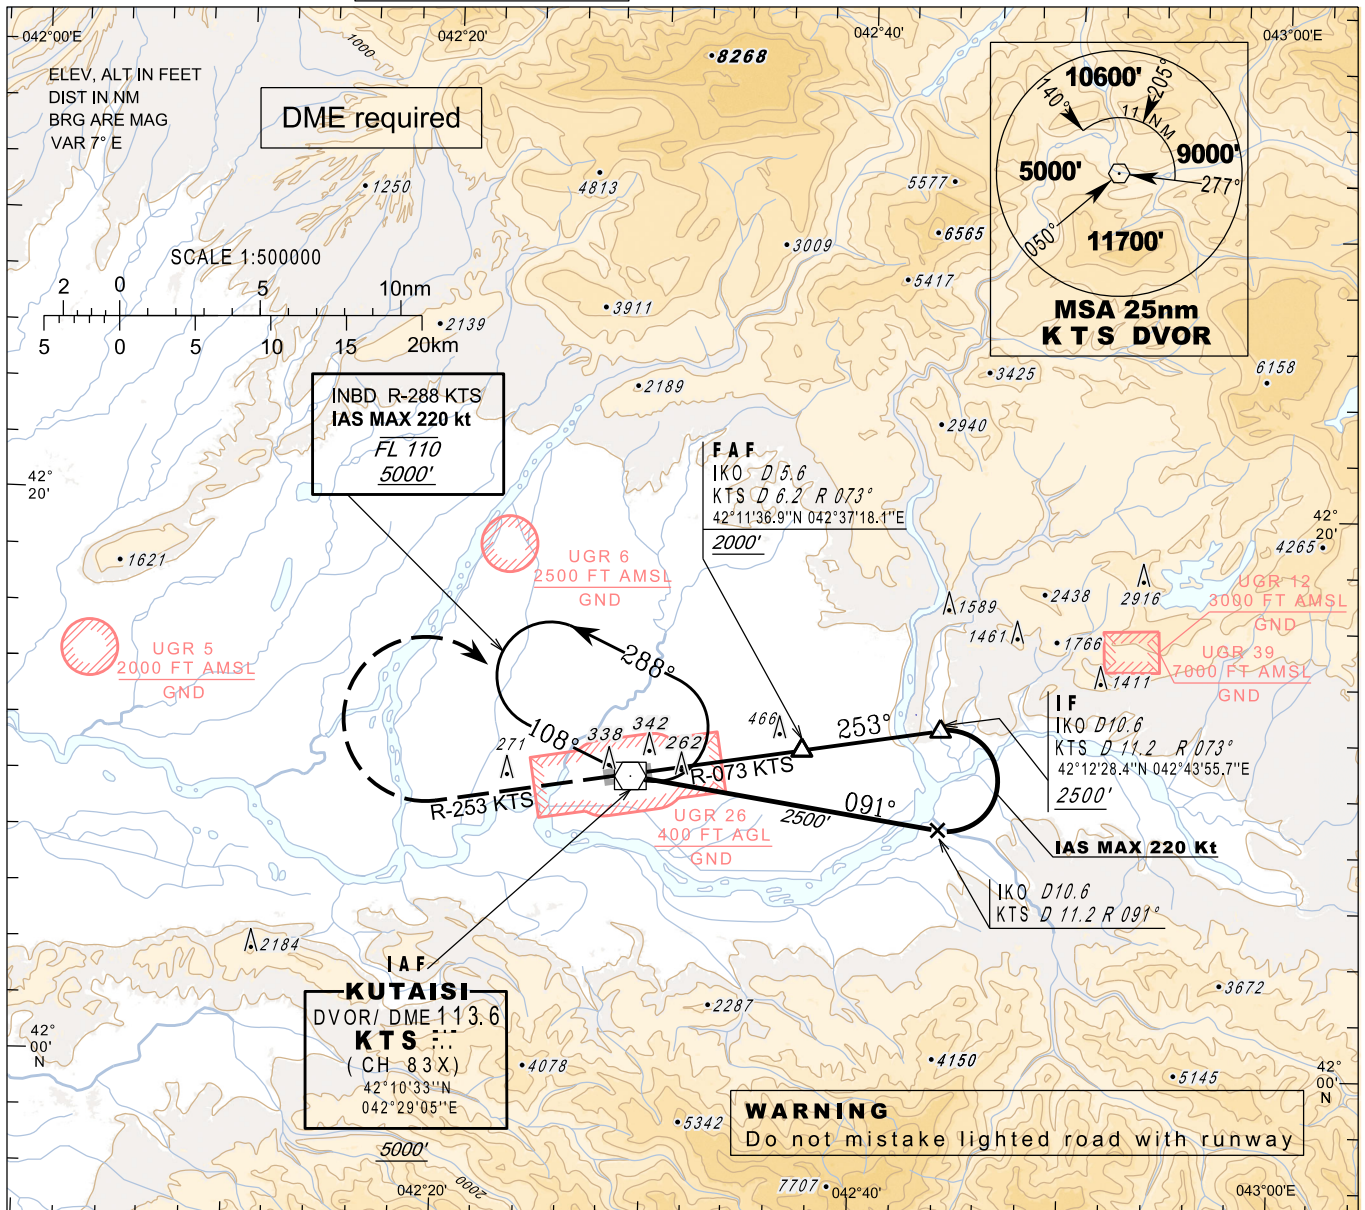 042°00'E
042°20'
042°40'
043°00'E
ELEV, ALT IN FEET
DIST IN NM
BRG ARE MAG
VAR 7° E
DME required
1000
8268
10600'
140°
205°
11 NM
5000'
9000'
277°
050°
11700'
MSA 25nm
K T S DVOR
1250
4813
5577
6565
3009
5417
SCALE 1:500000
2 0 5 10nm
5 0 5 10 15 20km
2139
3911
2189
3425
6158
2940
INBD R-288 KTS
IAS MAX 220 kt
FL 110
5000'
FAF
IKO D5.6
KTS D 6.2 R 073°
42°11'36.9"N 042°37'18.1"E
2000'
42°
20'
42°
20'
4265
1621
UGR 6
2500 FT AMSL
GND
UGR 5
2000 FT AMSL
GND
1589
2438
2916
UGR 12
3000 FT AMSL
GND
1461
1766
UGR 39
7000 FT AMSL
GND
1411
288°
108°
271
338
342
262
466
253°
R-073 KTS
R-253 KTS
091°
2500'
UGR 26
400 FT AGL
GND
IF
IKO D10.6
KTS D 11.2 R 073°
42°12'28.4"N 042°43'55.7"E
2500'
IAS MAX 220 Kt
IKO D10.6
KTS D 11.2 R 091°
2184
IAF
KUTAISI
DVOR/ DME 113.6
KTS
(CH 83X)
42°10'33"N
042°29'05"E
5000'
2287
3672
42°
00'
N
4078
4150
5145
42°
00'
N
5342
WARNING
Do not mistake lighted road with runway
7707
042°20'
2000
042°40'
043°00'E